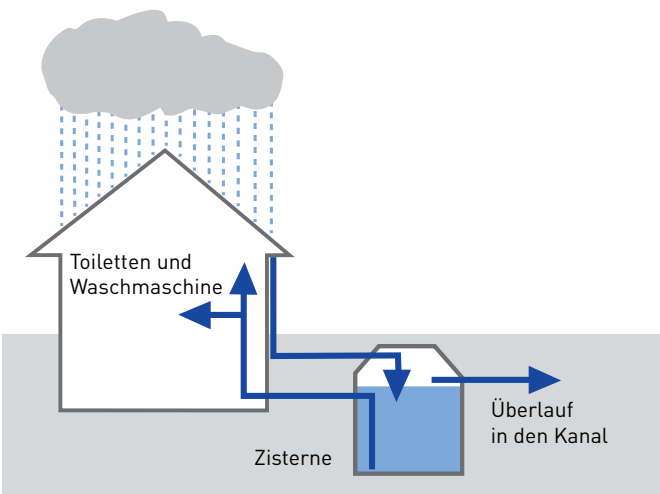 Toiletten und
Waschmaschine
Überlauf
in den Kanal
Zisterne